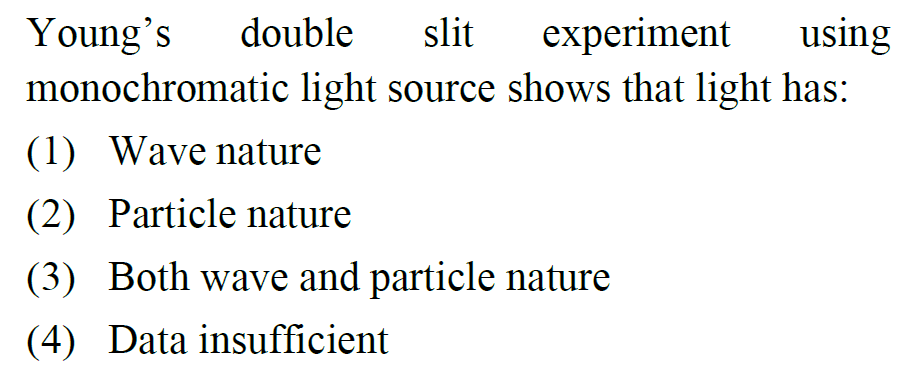 Young’s double slit experiment using
monochromatic light source shows that light has:
(1) Wave nature
(2) Particle nature
(3) Both wave and particle nature
(4) Data insufficient